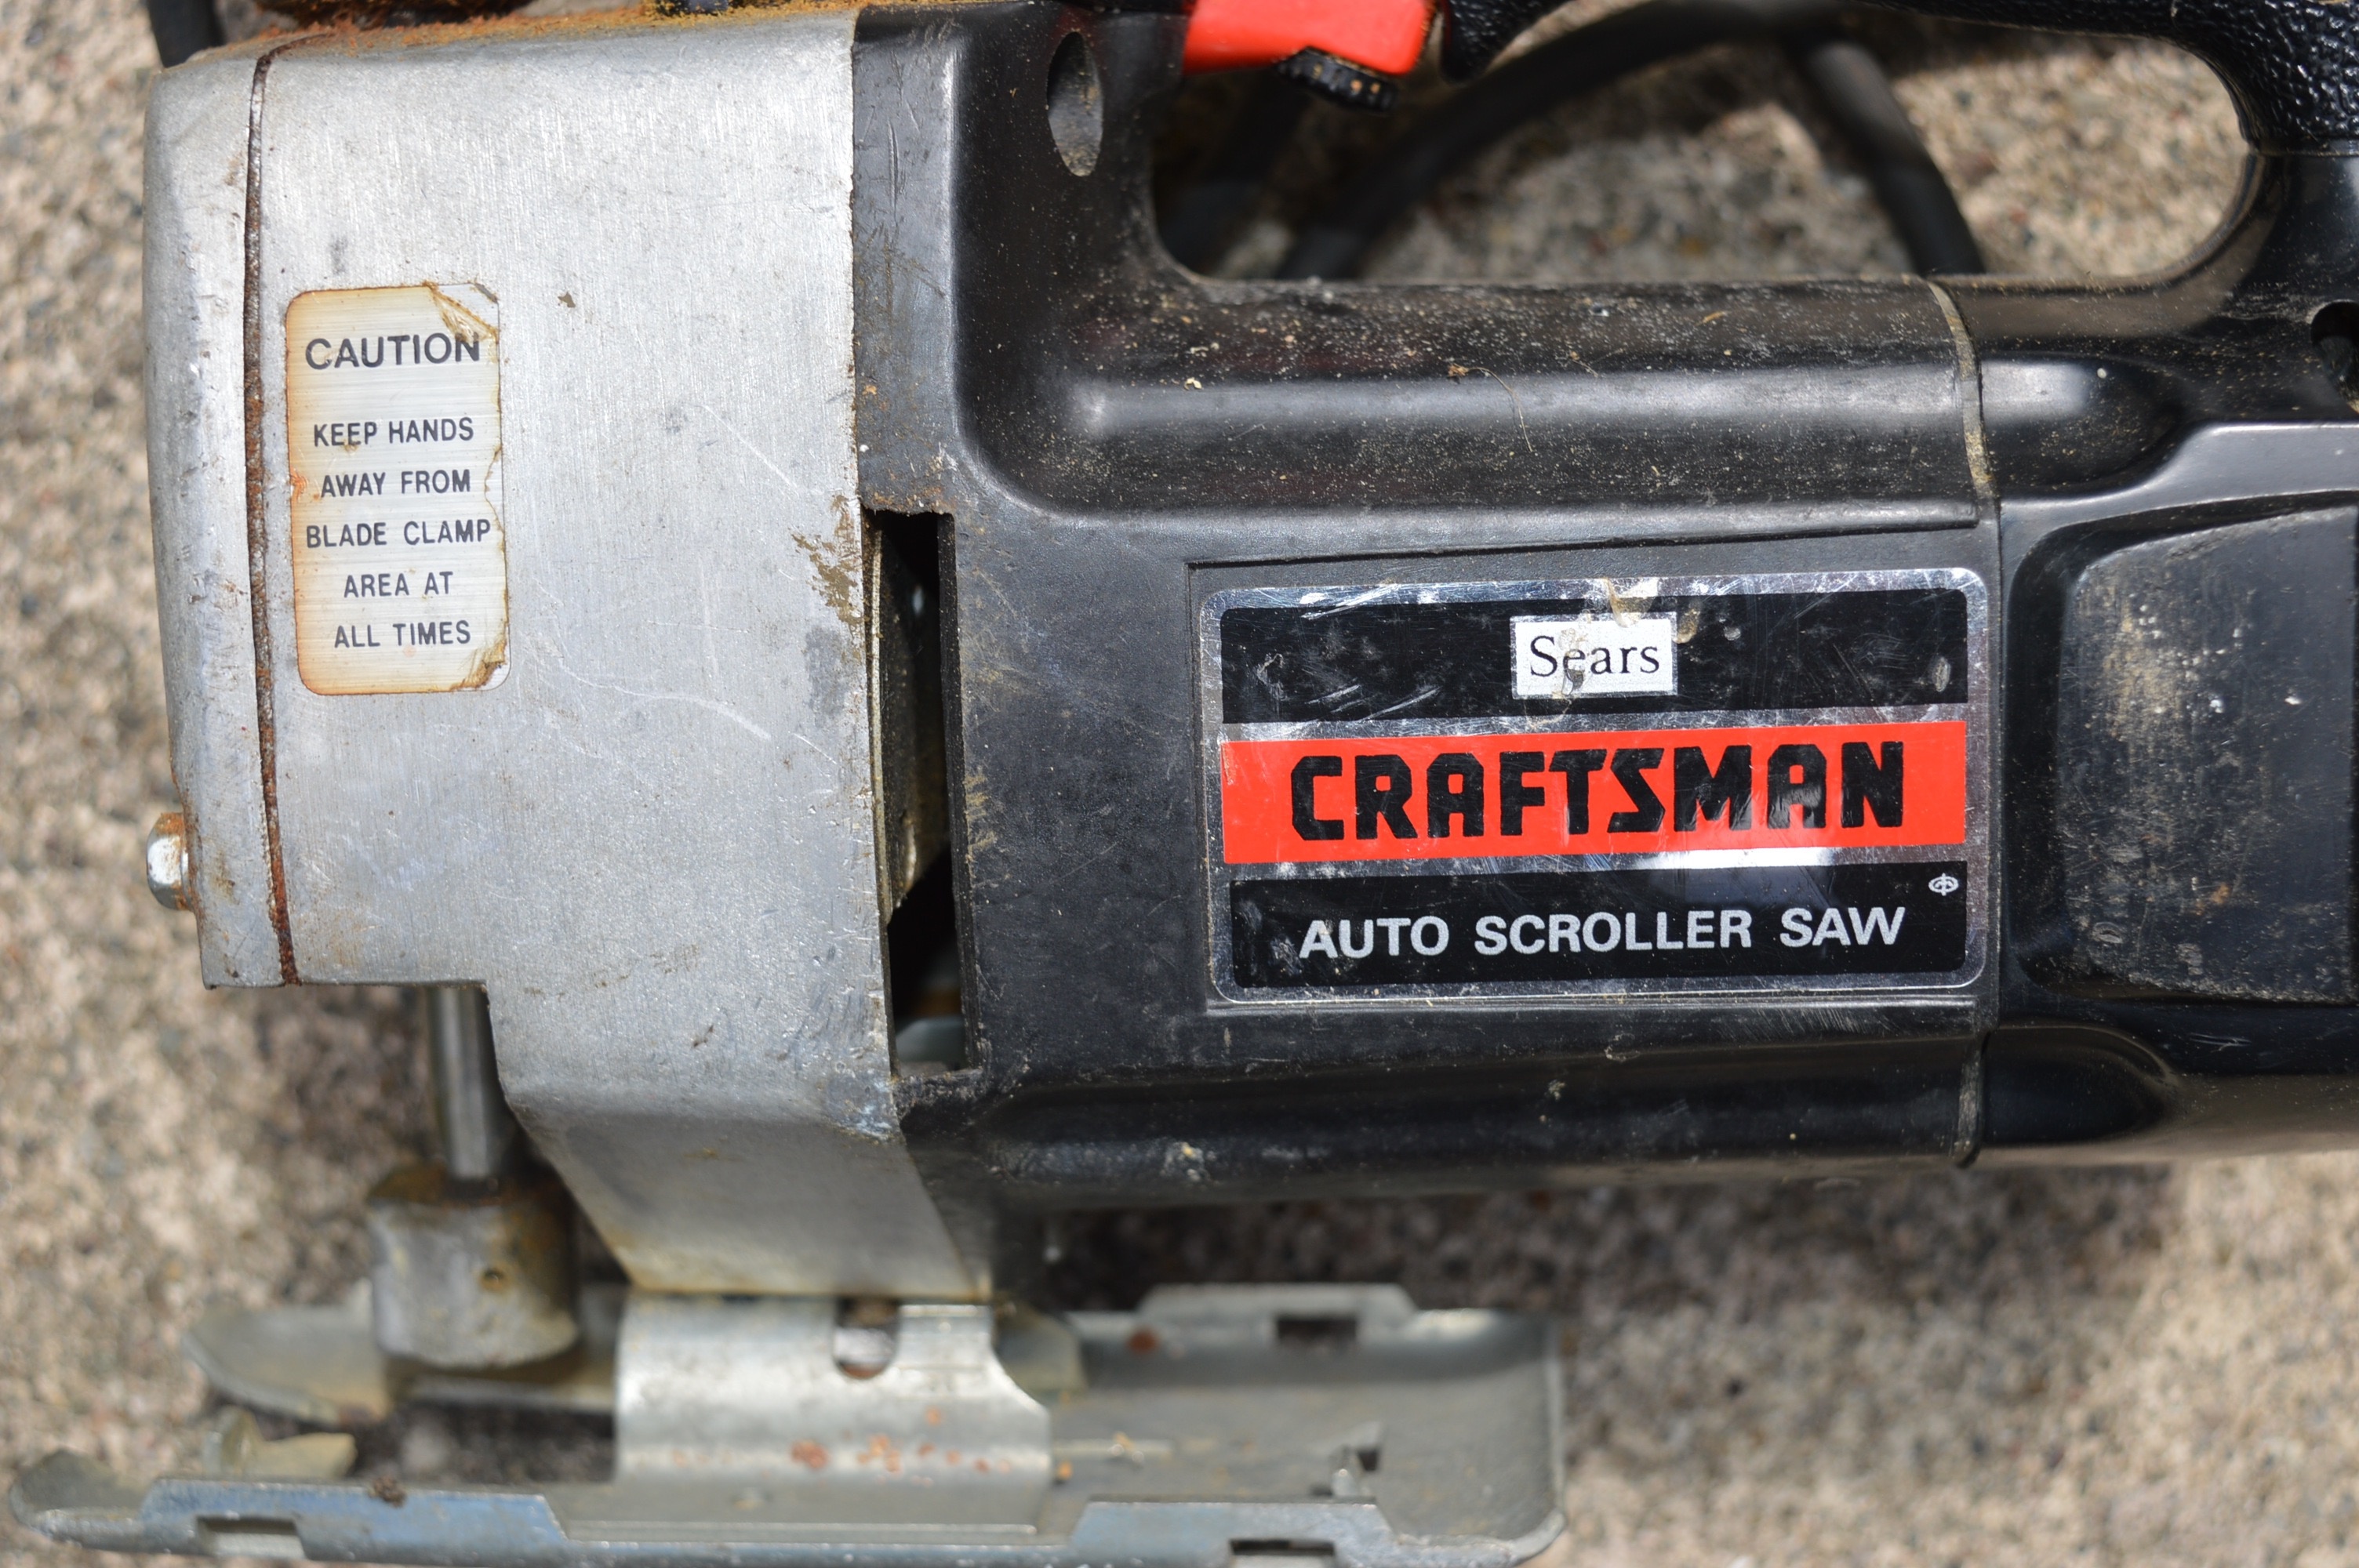 CAUTION
KEEP HANDS
AWAY FROM
BLADE CLAMP
AREA AT
ALL TIMES
Sears
CRAFTSMAN
AUTO SCROLLER SAW